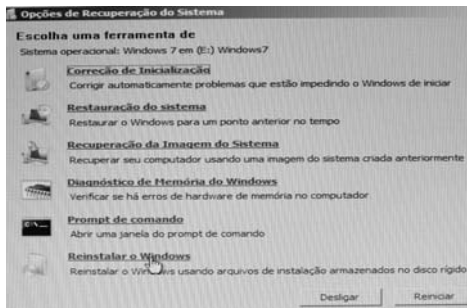 Opções de Recuperação do Sistema
Escolha uma ferramenta de
Sistema operacional: Windows 7 em (E:) Windows7
Correção de Inicialização
Corrigir automaticamente problemas que estão impedindo o Windows de iniciar
Restauração do sistema
Restaurar o Windows para um ponto anterior no tempo
Recuperação da Imagem do Sistema
Recuperar seu computador usando uma imagem do sistema criada anteriormente
Diagnóstico de Memória do Windows
Verificar se há erros de hardware de memória no computador
Prompt de comando
Abrir uma janela do prompt de comando
Reinstalar o Windows
Reinstalar o Windows usando arquivos de instalação armazenados no disco rígido
Desligar
Reiniciar